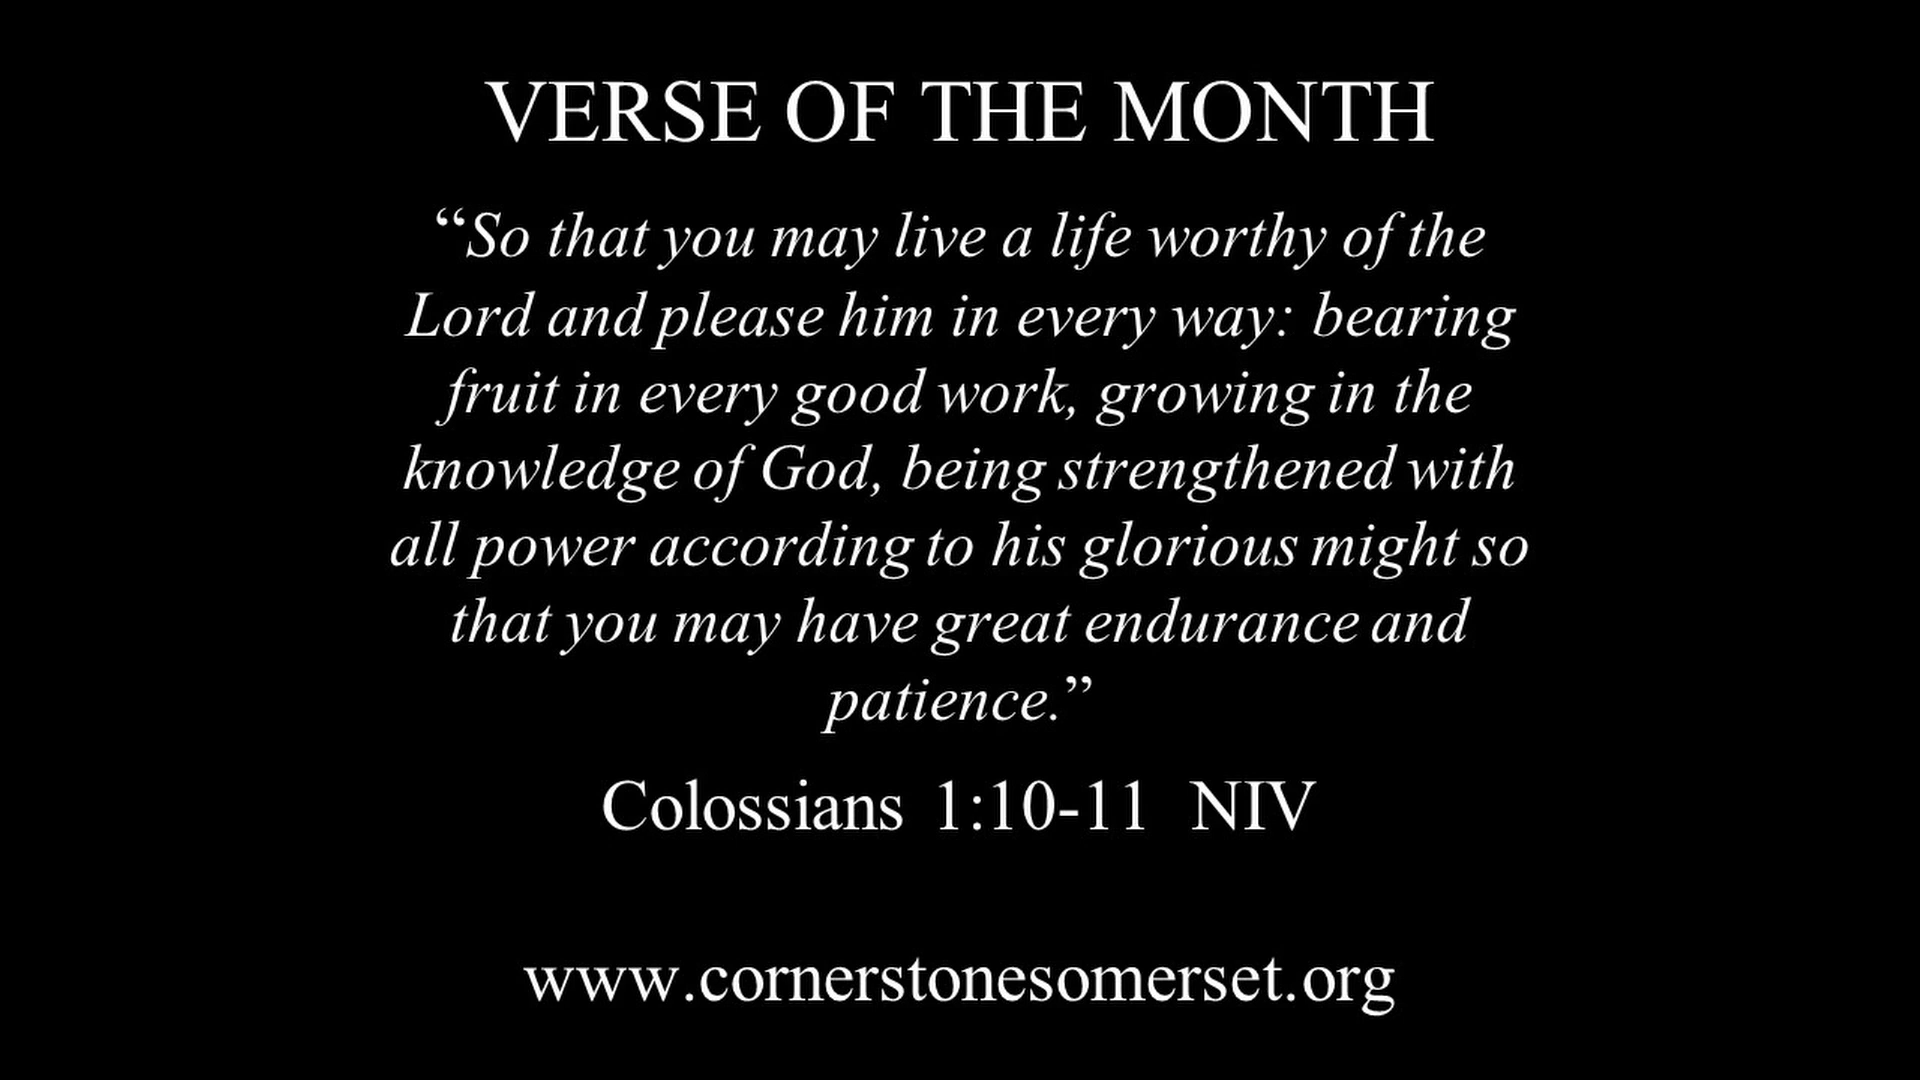 VERSE OF THE MONTH
“So that you may live a life worthy of the
Lord and please him in every way: bearing
fruit in every good work, growing in the
knowledge of God, being strengthened with
all power according to his glorious might so
that you may have great endurance and
patience.”
Colossians 1:10-11 NIV
www.cornerstonesomerset.org